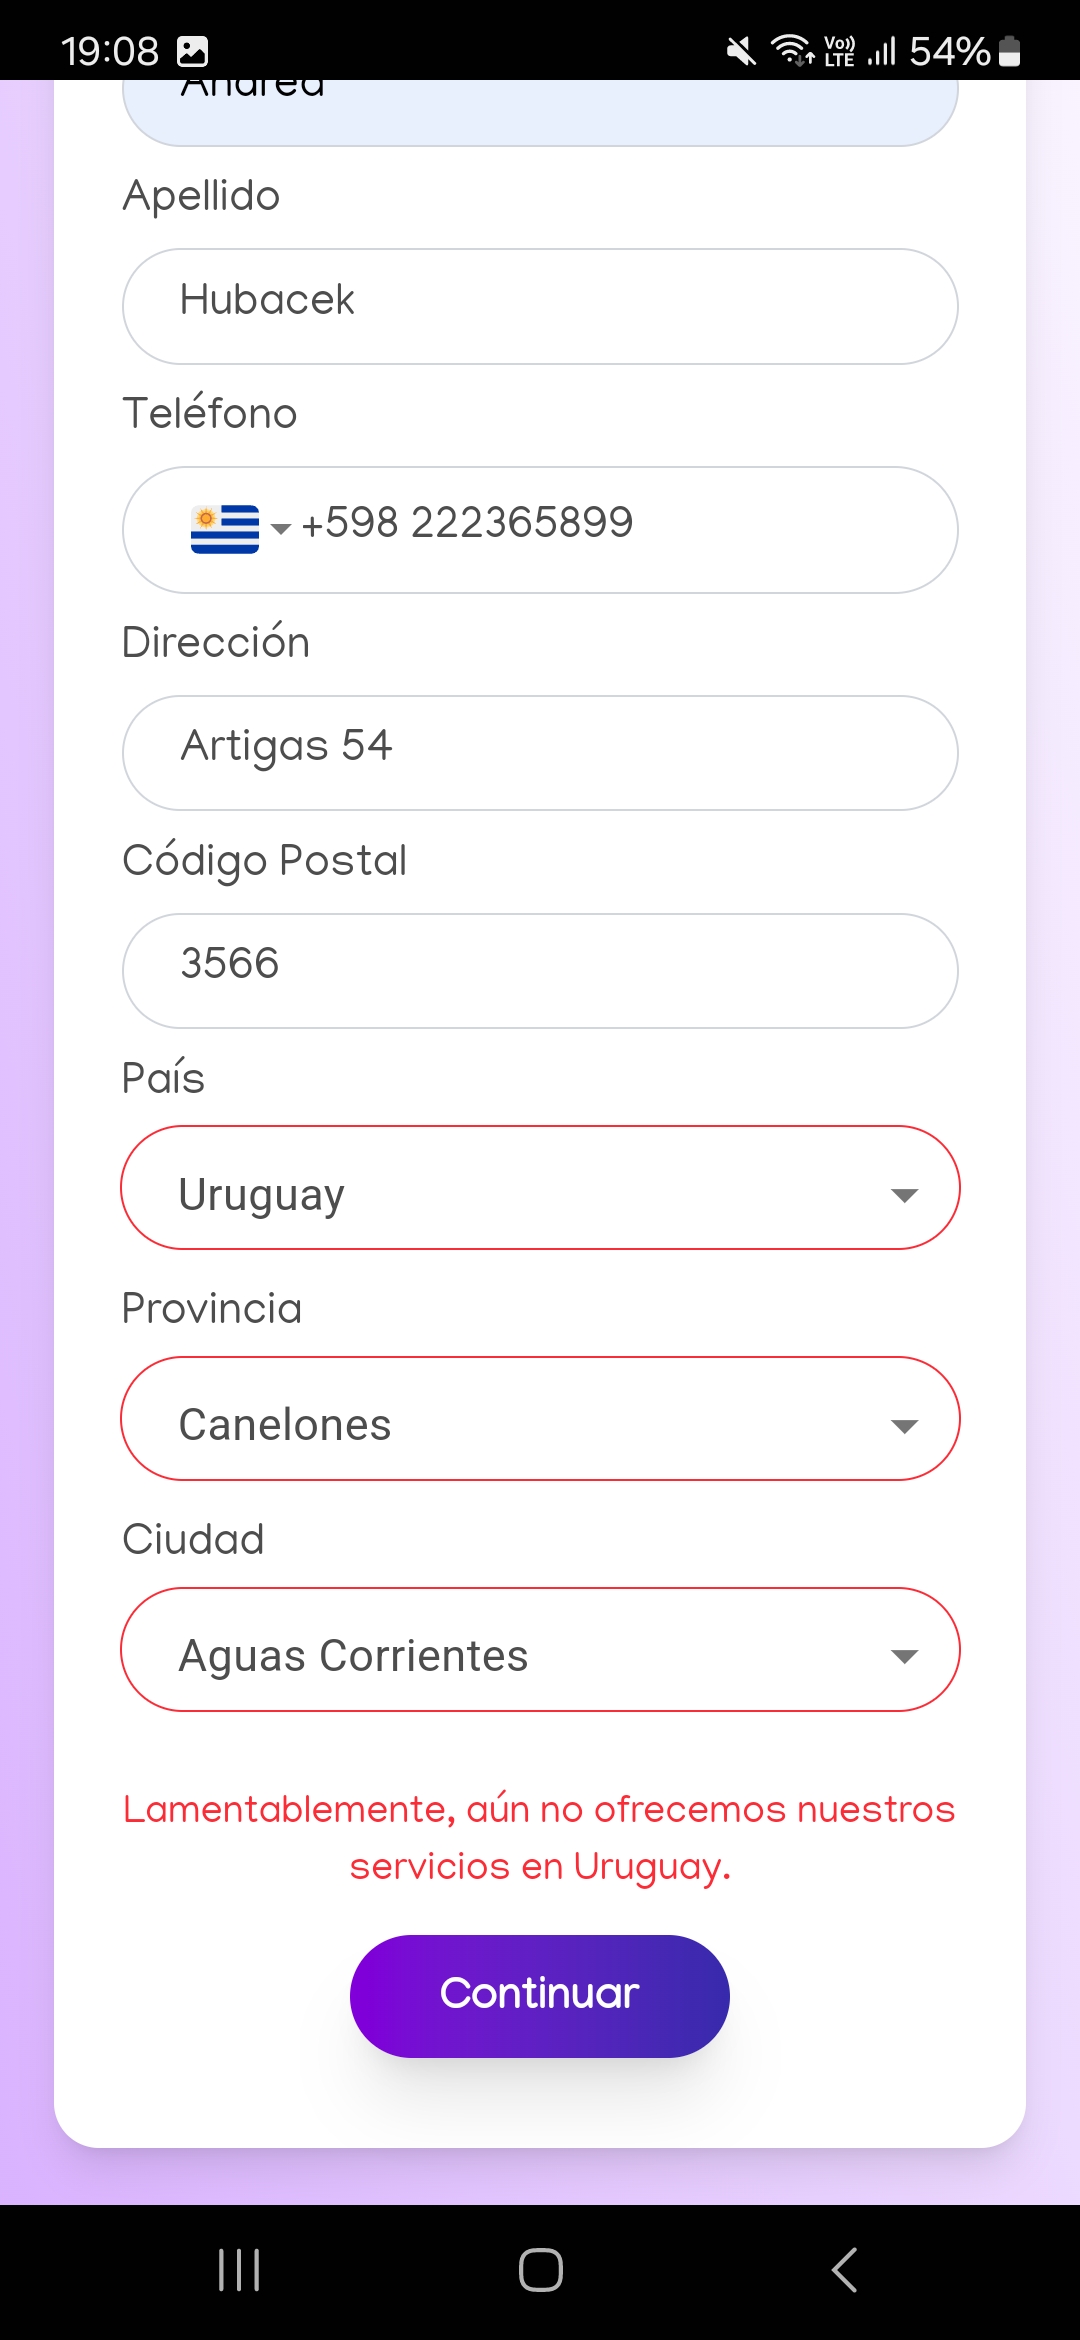 19:08
Vo)) LTE
54%
Andrea
Apellido
Hubacek
Teléfono
+598 222365899
Dirección
Artigas 54
Código Postal
3566
País
Uruguay
Provincia
Canelones
Ciudad
Aguas Corrientes
Lamentablemente, aún no ofrecemos nuestros
servicios en Uruguay.
Continuar